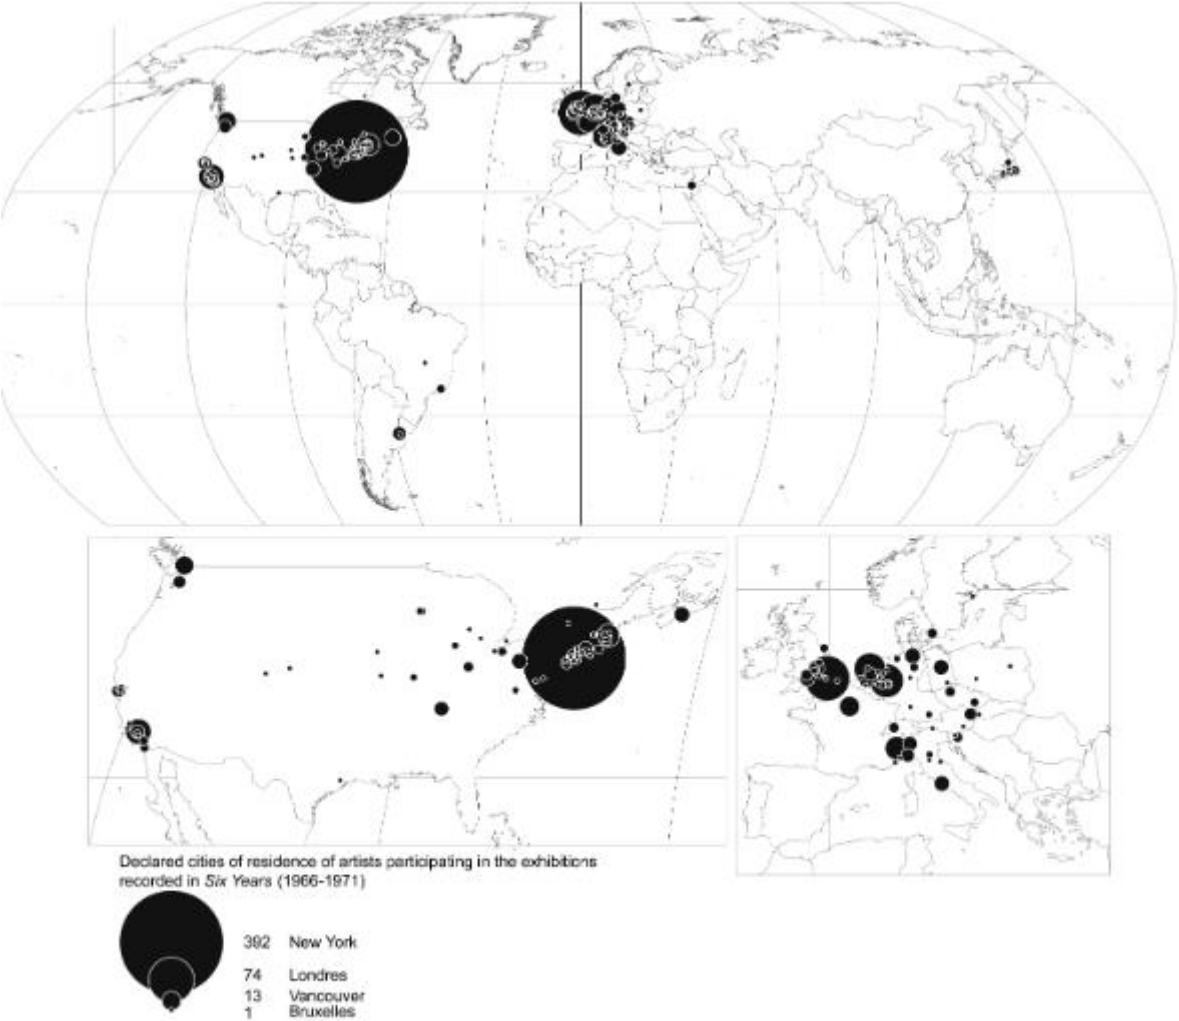 Declared cities of residence of artists participating in the exhibitions
recorded in Six Years (1966-1971)
392 New York
74 Londres
13 Vancouver
1 Bruxelles